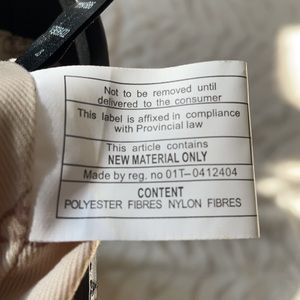 Not to be removed until
delivered to the consumer
This label is affixed in compliance
with Provincial law
This article contains
NEW MATERIAL ONLY
Made by reg. no 01T-0412404
CONTENT
POLYESTER FIBRES NYLON FIBRES